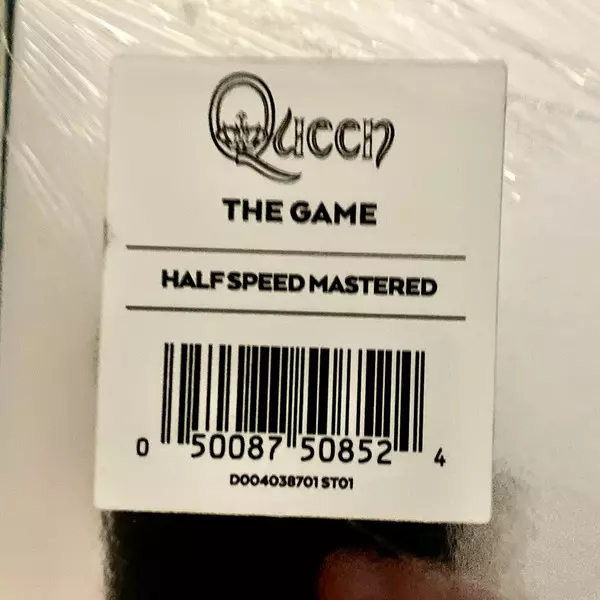 Queen
THE GAME
HALF SPEED MASTERED
0 50087 50852 4
D004038701 ST01